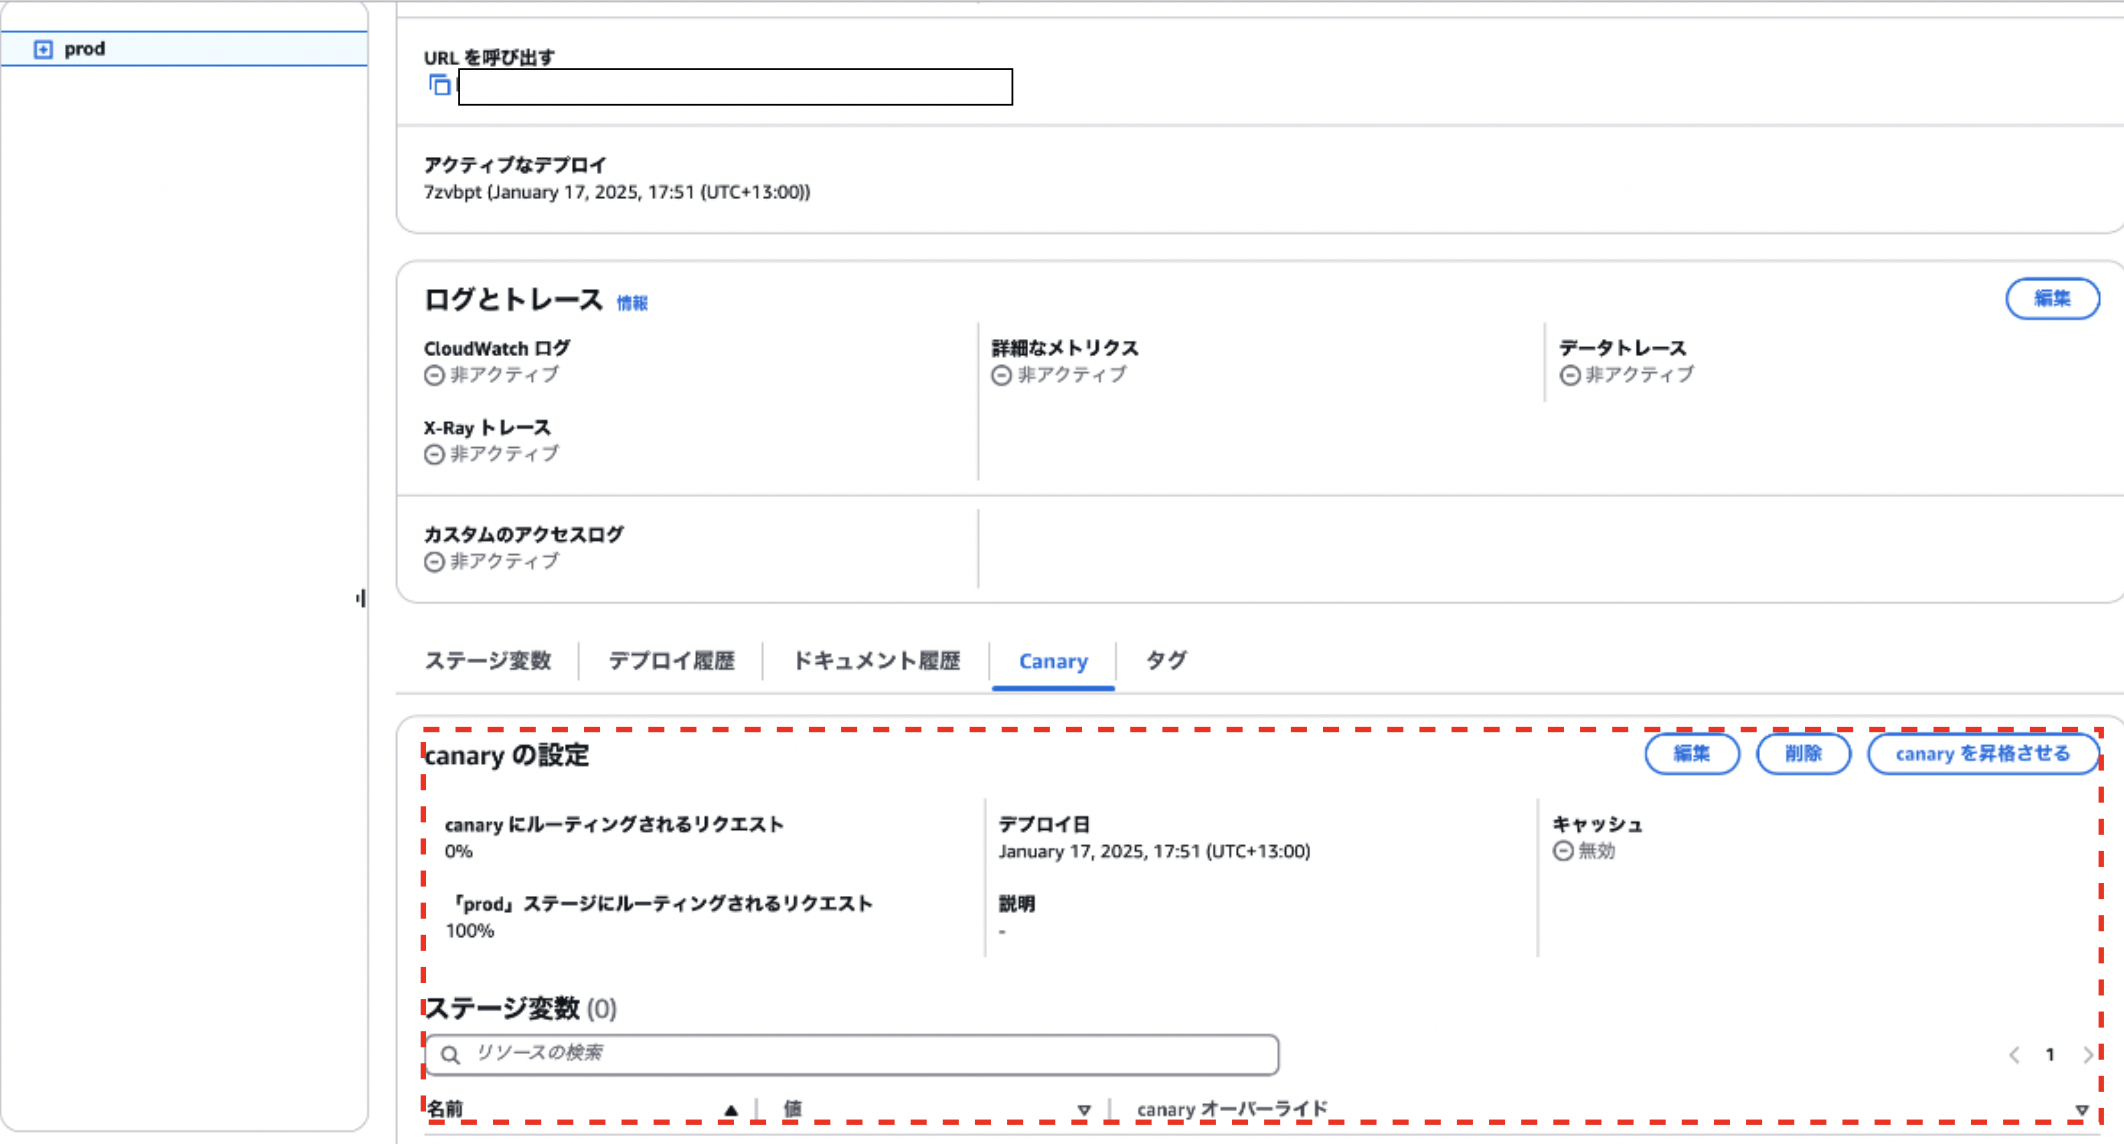 prod
URL を呼び出す
アクティブなデプロイ
7zvbpt (January 17, 2025, 17:51 (UTC+13:00))
ログとトレース 情報
編集
CloudWatch ログ
非アクティブ
詳細なメトリクス
非アクティブ
データトレース
非アクティブ
X-Ray トレース
非アクティブ
カスタムのアクセスログ
非アクティブ
ステージ変数 デプロイ履歴 ドキュメント履歴 Canary タグ
canary の設定
編集 削除 canary を昇格させる
canary にルーティングされるリクエスト
0%
デプロイ日
January 17, 2025, 17:51 (UTC+13:00)
キャッシュ
無効
「prod」ステージにルーティングされるリクエスト
100%
説明
-
ステージ変数 (0)
リソースの検索
1
名前 値 canary オーバーライド